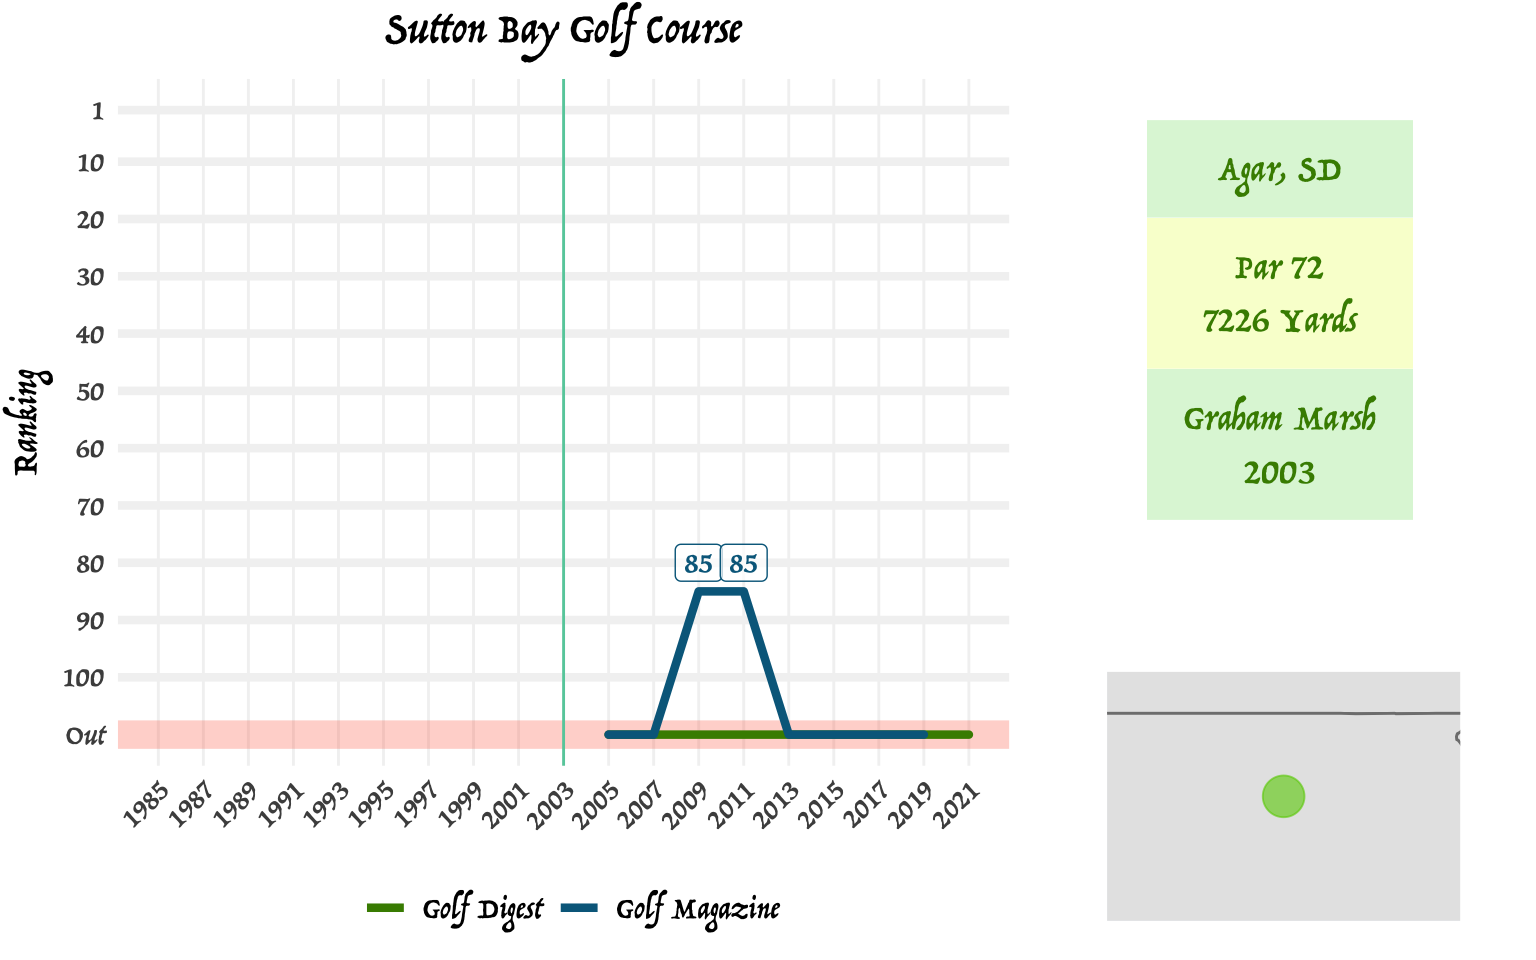 Sutton Bay Golf Course
Ranking
1
10
20
30
40
50
60
70
80
90
100
Out
85 85
1985 1987 1989 1991 1993 1995 1997 1999 2001 2003 2005 2007 2009 2011 2013 2015 2017 2019 2021
Golf Digest Golf Magazine
Agar, SD
Par 72
7226 Yards
Graham Marsh
2003